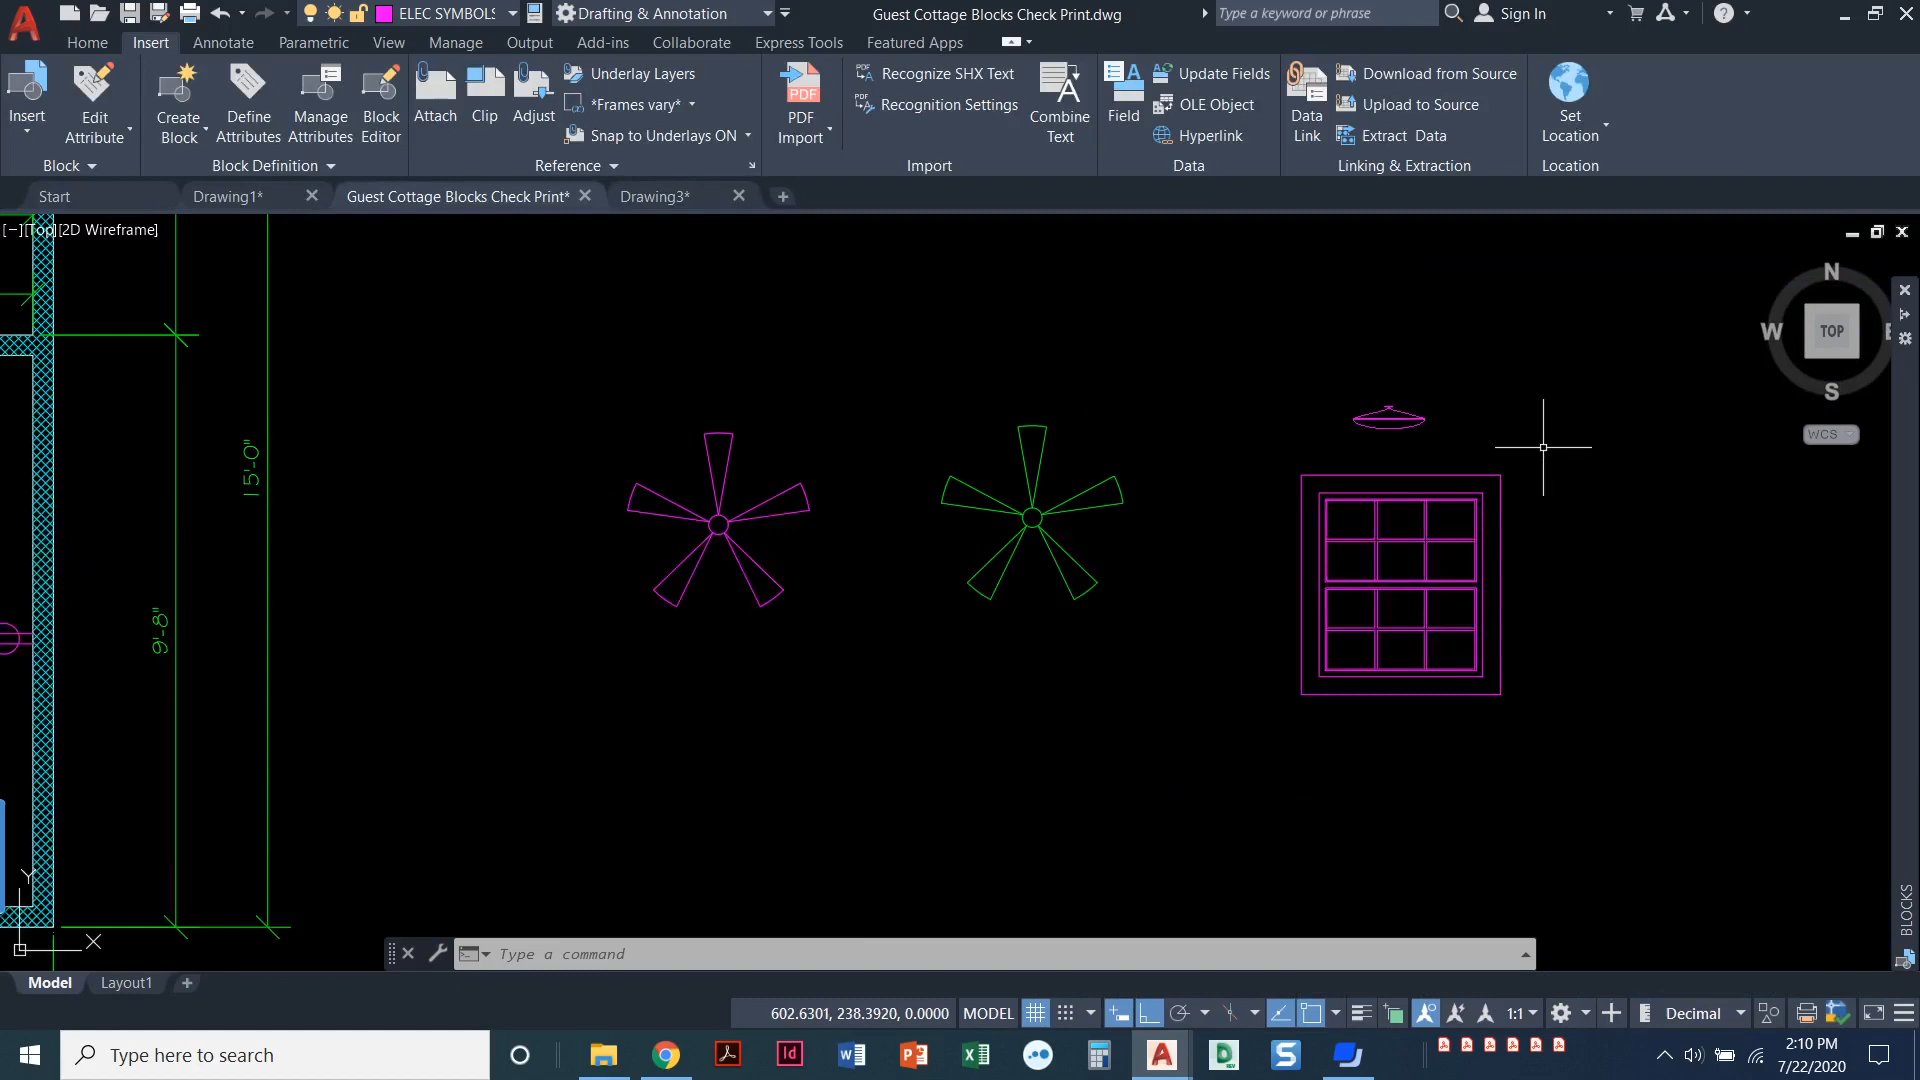 ELEC SYMBOLS
Drafting & Annotation
Guest Cottage Blocks Check Print.dwg
Type a keyword or phrase
Sign In
Home Insert Annotate Parametric View Manage Output Add-ins Collaborate Express Tools Featured Apps
Insert
Edit
Attribute
Create
Block
Define
Attributes
Manage
Attributes
Block
Editor
Attach
Clip
Adjust
Underlay Layers
*Frames vary*
Snap to Underlays ON
PDF
PDF
Import
Recognize SHX Text
Recognition Settings
Combine
Text
Field
Update Fields
OLE Object
Hyperlink
Data
Link
Download from Source
Upload to Source
Extract Data
Set
Location
Block
Block Definition
Reference
Import
Data
Linking & Extraction
Location
Start
Drawing1*
Guest Cottage Blocks Check Print*
Drawing3*
[−][Top][2D Wireframe]
N
W
TOP
S
WCS
15'-0"
9'-8"
Y
X
BLOCKS
Type a command
Model
Layout1
602.6301, 238.3920, 0.0000
MODEL
1:1
Decimal
Type here to search
2:10 PM
7/22/2020